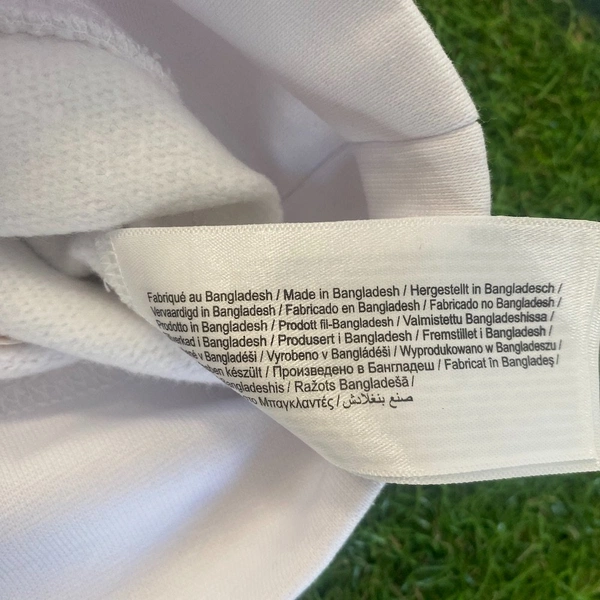 Fabriqué au Bangladesh / Made in Bangladesh / Hergestellt in Bangladesch /
Vervaardigd in Bangladesh / Fabricado en Bangladesh / Fabricado no Bangladesh /
Prodotto in Bangladesh / Prodott fil-Bangladesh / Valmistettu Bangladeshissa /
i Bangladesh / Produsert i Bangladesh / Fremstillet i Bangladesh /
v Bangladéši / Vyrobeno v Bangládéši / Wyprodukowano w Bangladeszu /
készült / Произведено в Бангладеш / Fabricat în Bangladeş /
Ražots Bangladešā /
Μπαγκλαντές / صنع بنغلادش